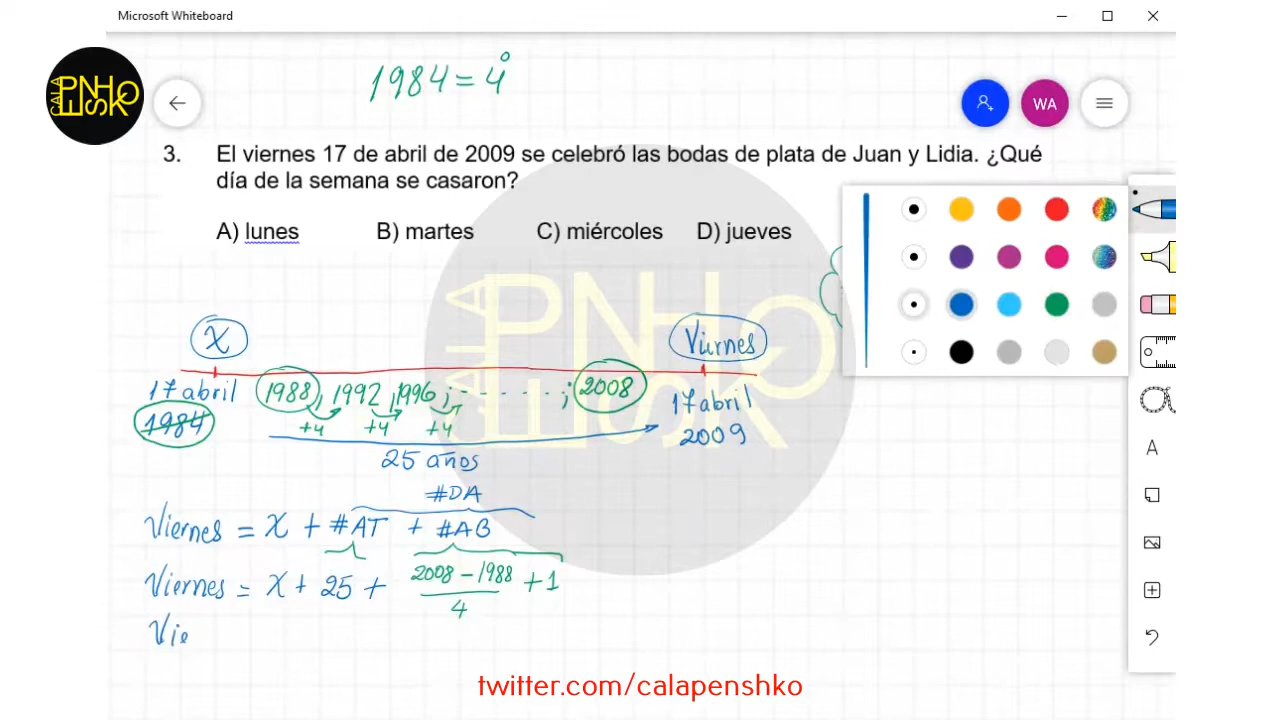 Microsoft Whiteboard
CALA
PNHO
ESK
WA
1984 = 4°
3. El viernes 17 de abril de 2009 se celebró las bodas de plata de Juan y Lidia. ¿Qué
día de la semana se casaron?
A) lunes B) martes C) miércoles D) jueves
X Viernes
17 abril 1988, 1992, 1996; ......; 2008 17 abril
1984 +4 +4 +4 2009
25 años
#DA
Viernes = X + #AT + #AB
Viernes = X + 25 + 2008 - 1988 + 1
4
Vie
A
twitter.com/calapenshko